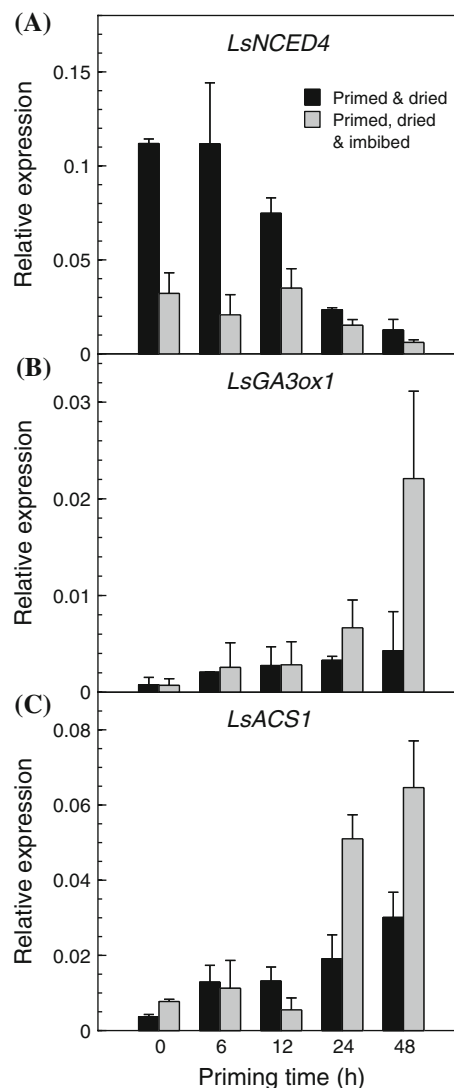 (A)
LsNCED4
Primed & dried
Primed, dried
& imbibed
Relative expression
0.15
0.1
0.05
0
(B)
LsGA3ox1
Relative expression
0.03
0.02
0.01
0
(C)
LsACS1
Relative expression
0.08
0.06
0.04
0.02
0
0 6 12 24 48
Priming time (h)